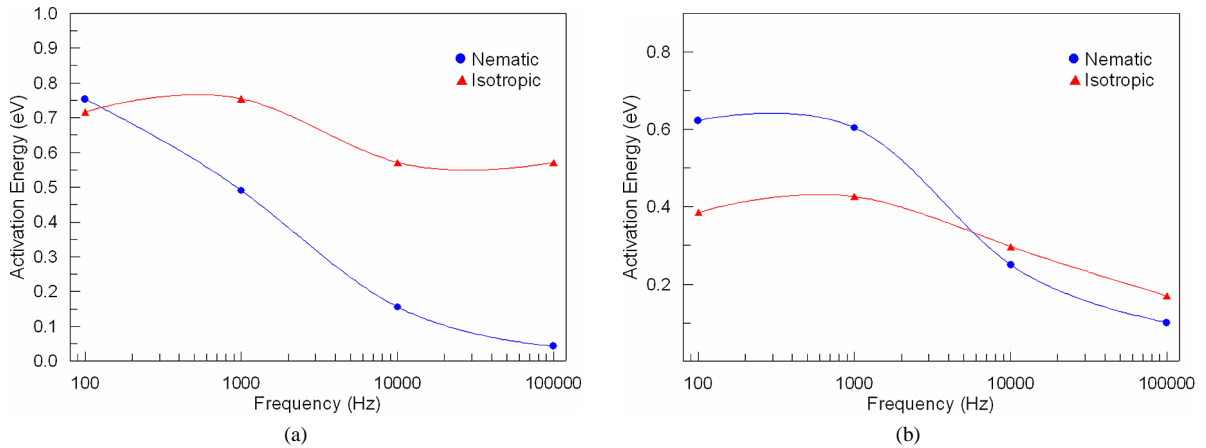 1.0
0.9
0.8
0.7
0.6
0.5
0.4
0.3
0.2
0.1
0.0
Activation Energy (eV)
Nematic
Isotropic
100
1000
10000
100000
Frequency (Hz)
(a)
0.8
0.6
0.4
0.2
Activation Energy (eV)
Nematic
Isotropic
100
1000
10000
100000
Frequency (Hz)
(b)